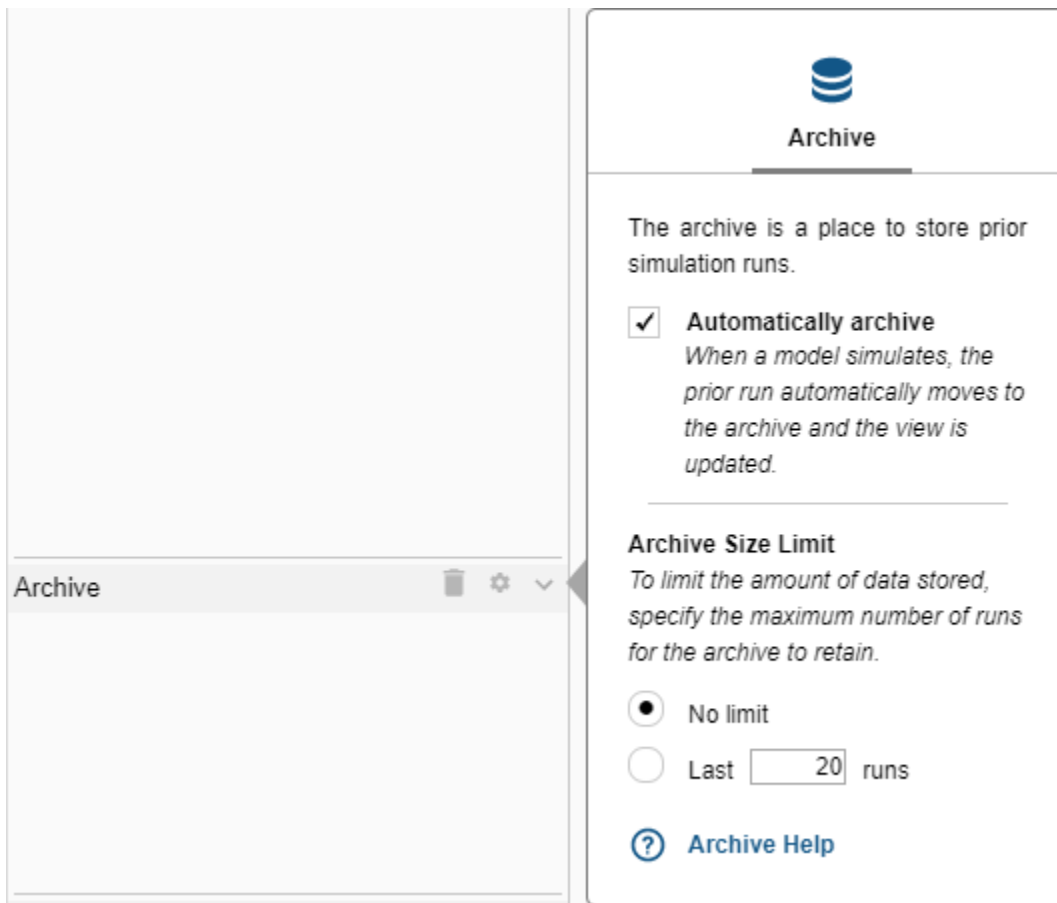 Archive
Archive
The archive is a place to store prior
simulation runs.
Automatically archive
When a model simulates, the
prior run automatically moves to
the archive and the view is
updated.
Archive Size Limit
To limit the amount of data stored,
specify the maximum number of runs
for the archive to retain.
No limit
Last 20 runs
? Archive Help